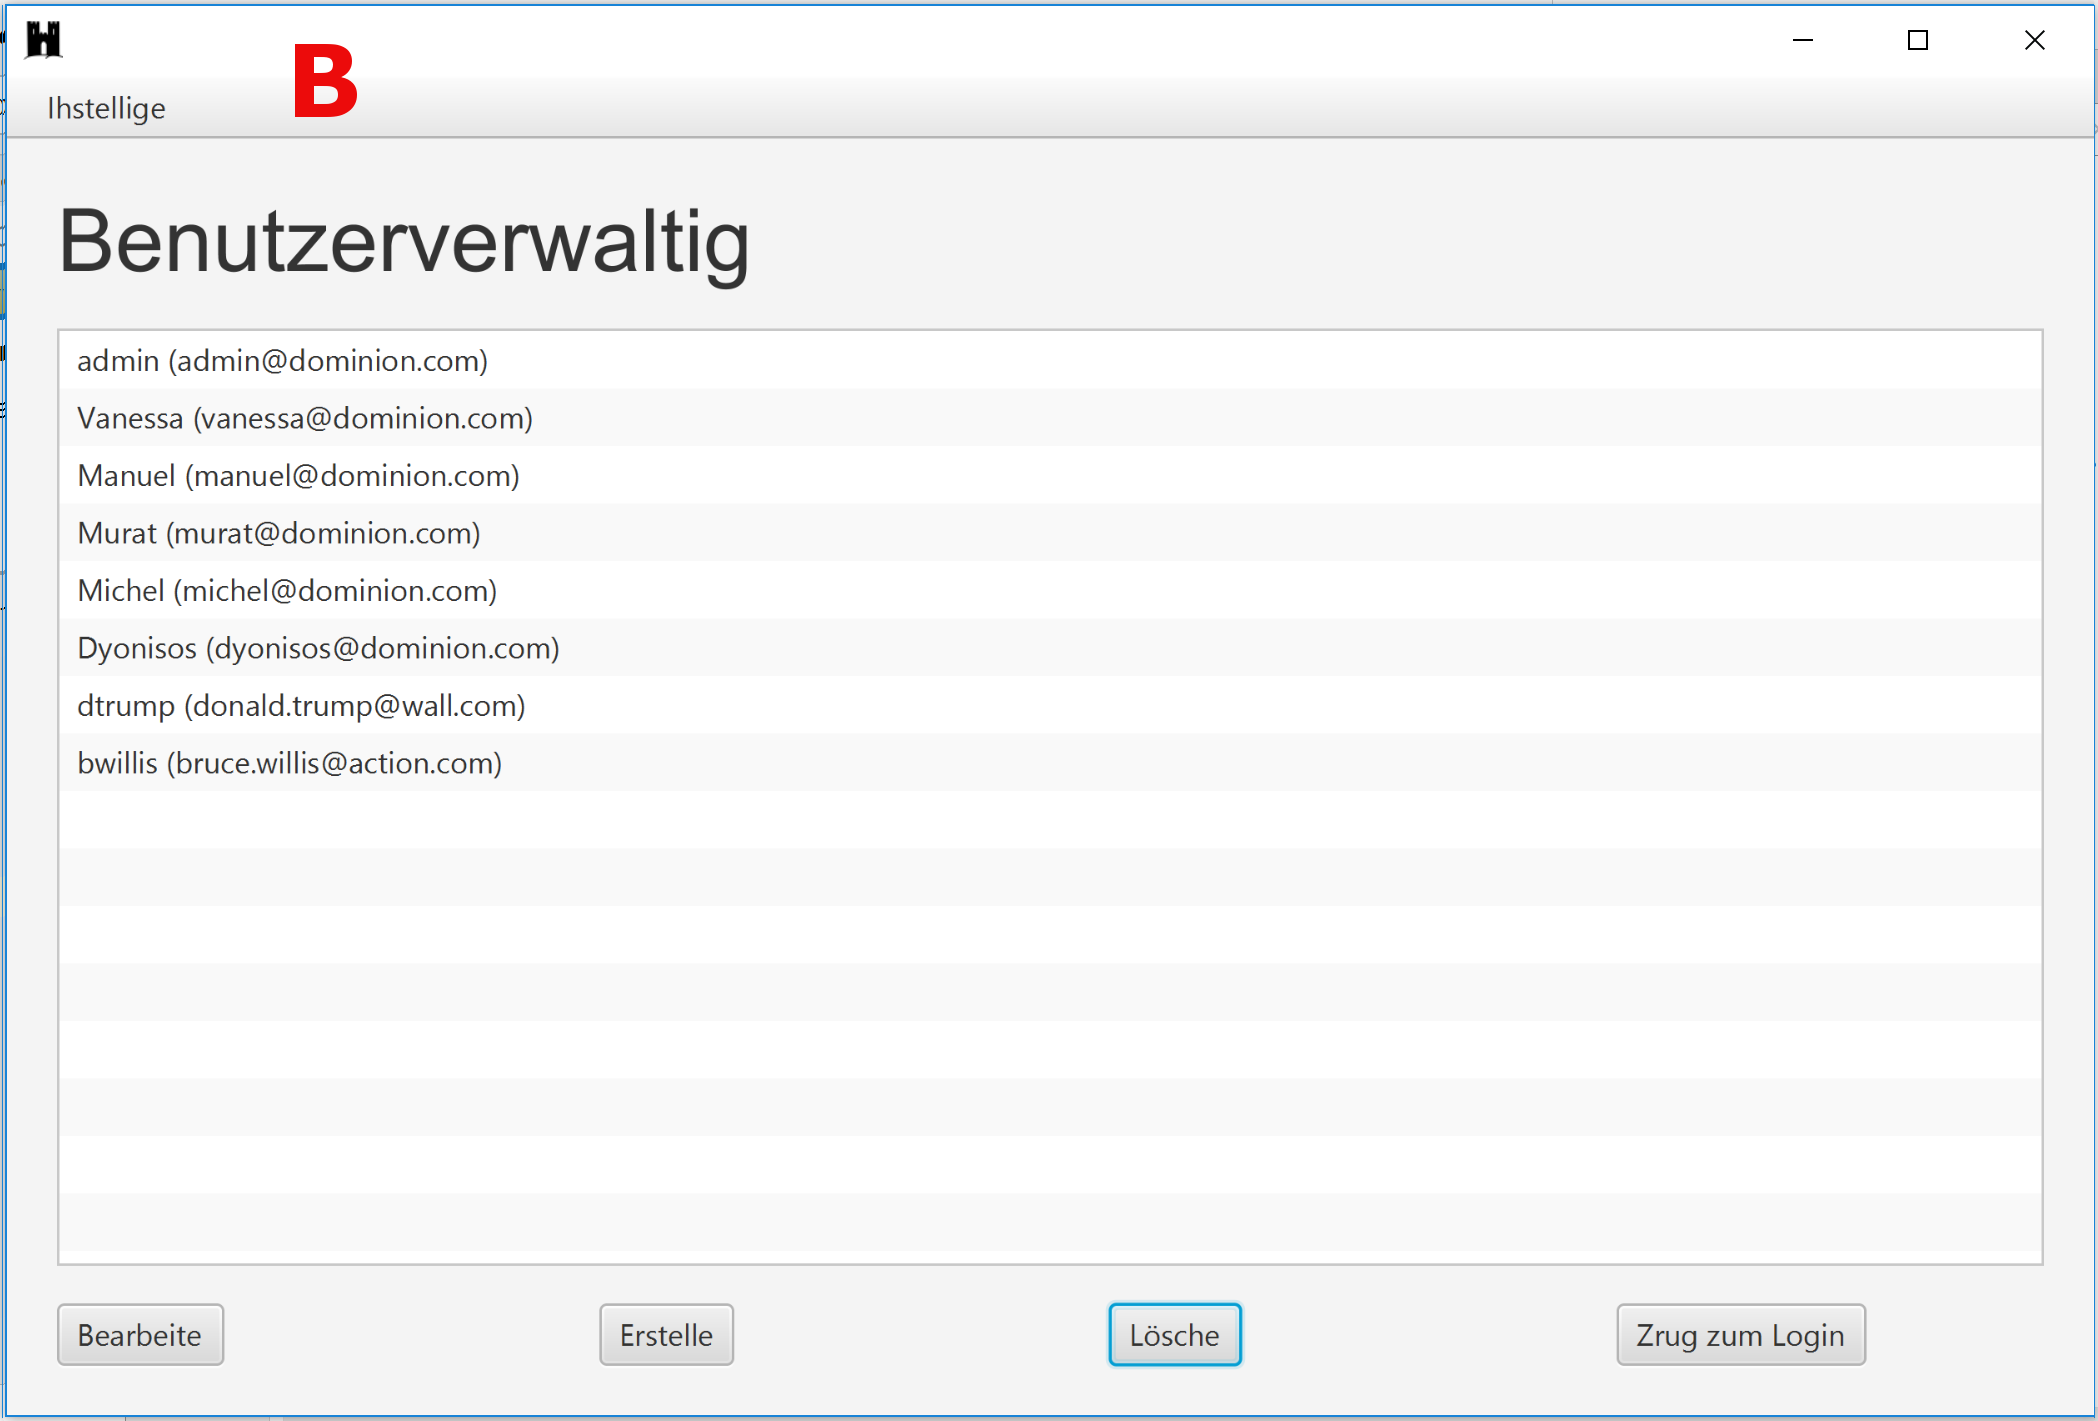 B
Ihstellige
Benutzerverwaltig
admin (admin@dominion.com)
Vanessa (vanessa@dominion.com)
Manuel (manuel@dominion.com)
Murat (murat@dominion.com)
Michel (michel@dominion.com)
Dyonisos (dyonisos@dominion.com)
dtrump (donald.trump@wall.com)
bwillis (bruce.willis@action.com)
Bearbeite
Erstelle
Lösche
Zrug zum Login